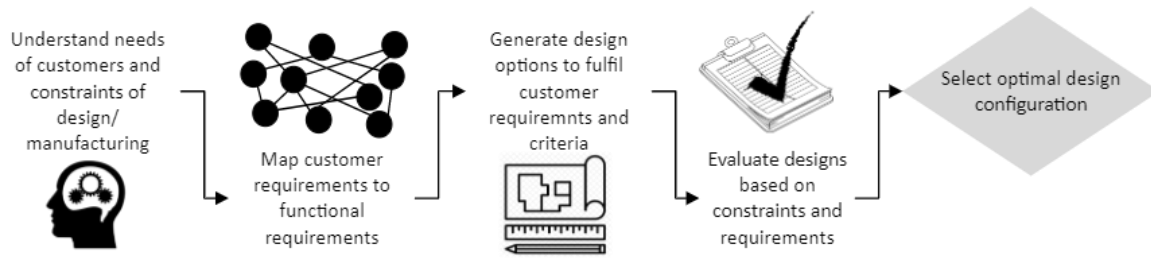 Understand needs
of customers and
constraints of
design/
manufacturing
Map customer
requirements to
functional
requirements
Generate design
options to fulfil
customer
requiremnts and
criteria
Evaluate designs
based on
constraints and
requirements
Select optimal design
configuration